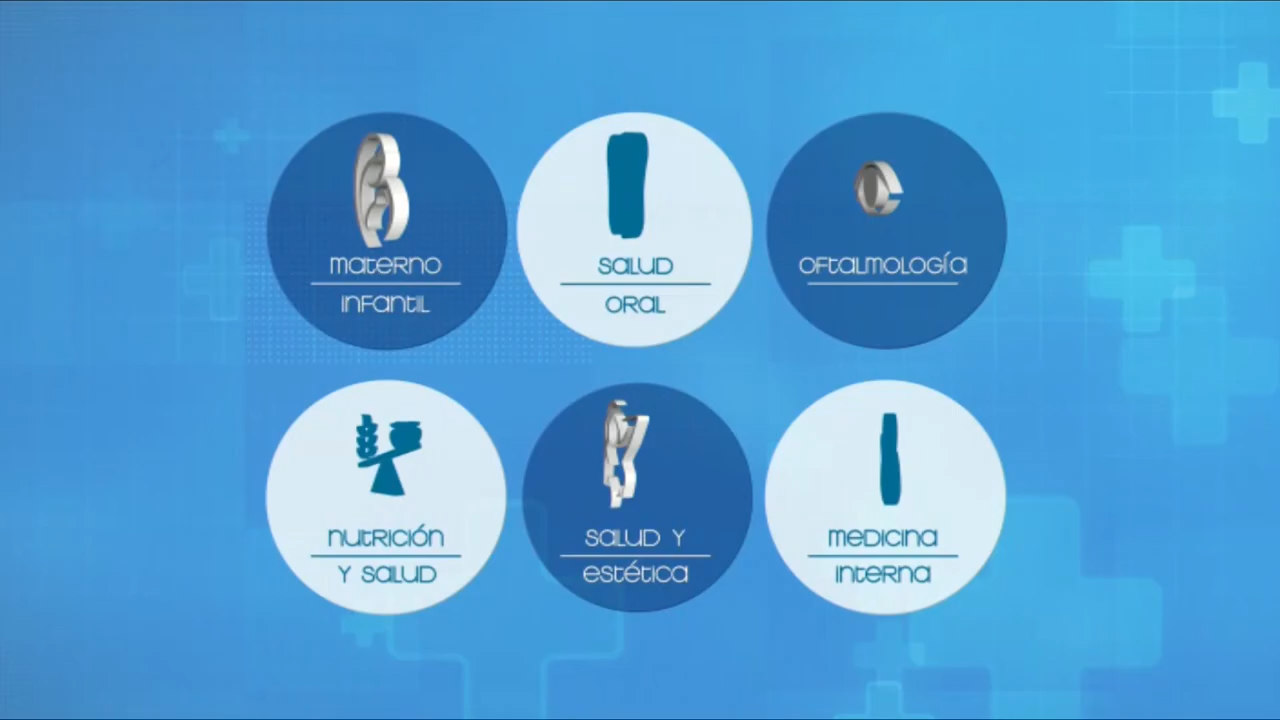 materno
infantil
salud
oral
oftalmología
nutrición
y salud
salud y
estética
medicina
interna